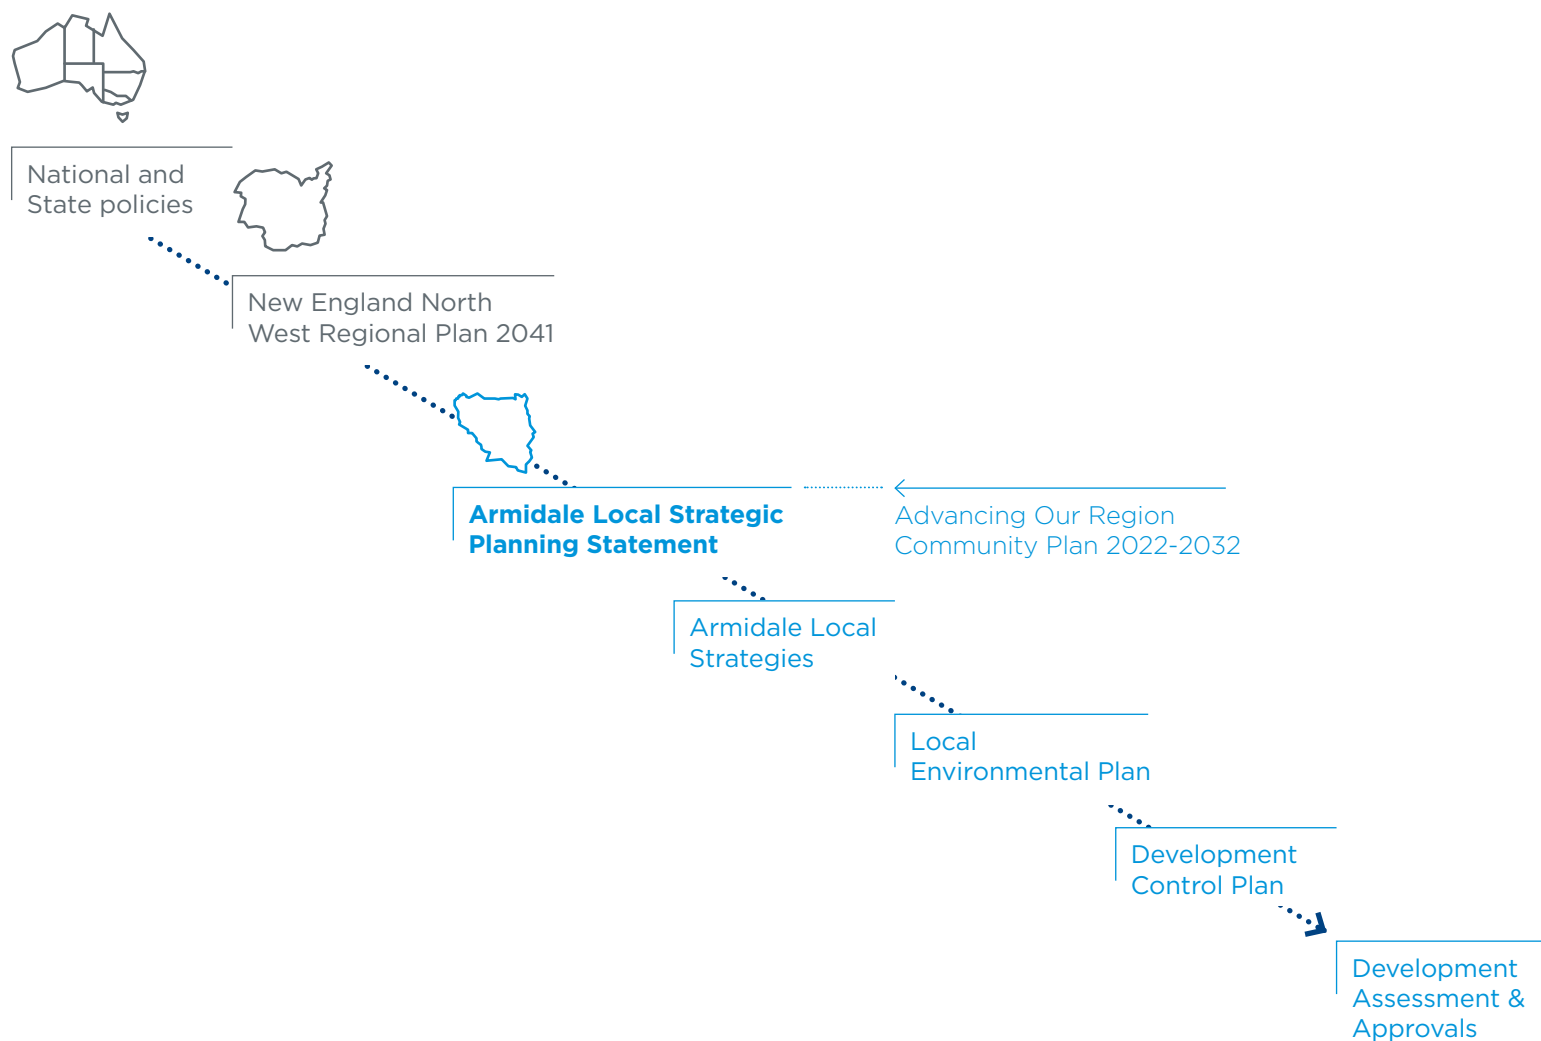 National and
State policies
New England North
West Regional Plan 2041
Armidale Local Strategic
Planning Statement
Advancing Our Region
Community Plan 2022-2032
Armidale Local
Strategies
Local
Environmental Plan
Development
Control Plan
Development
Assessment &
Approvals